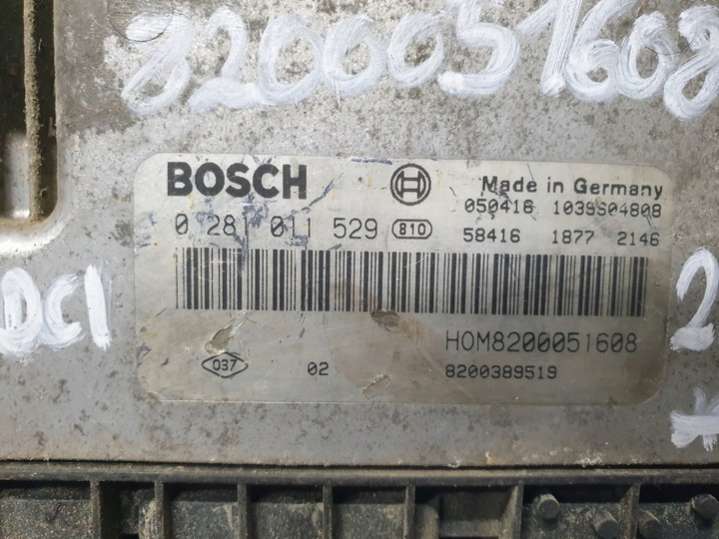 8200051608
BOSCH
Made in Germany
050416 1039S04808
0 281 011 529 810
58416 1877 2146
DCI
2
HOM8200051608
037 02
8200389519